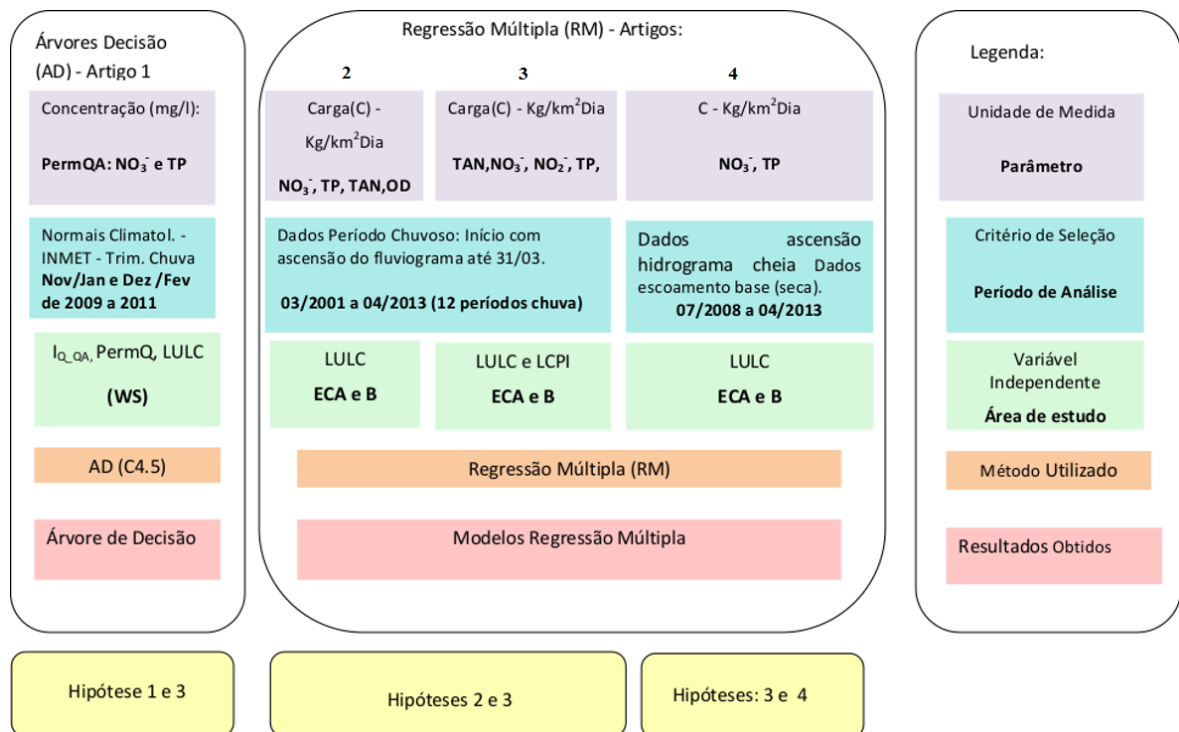 Árvores Decisão
(AD) - Artigo 1
Concentração (mg/l):
PermQA: NO₃⁻ e TP
Normais Climatol. -
INMET - Trim. Chuva
Nov/Jan e Dez /Fev
de 2009 a 2011
I_Q_QA, PermQ, LULC
(WS)
AD (C4.5)
Árvore de Decisão
Hipótese 1 e 3
Regressão Múltipla (RM) - Artigos:
2
3
4
Carga(C) -
Kg/km²Dia
NO₃⁻, TP, TAN,OD
Carga(C) - Kg/km²Dia
TAN,NO₃⁻, NO₂⁻, TP,
C - Kg/km²Dia
NO₃⁻, TP
Dados Período Chuvoso: Início com
ascensão do fluviograma até 31/03.
03/2001 a 04/2013 (12 períodos chuva)
Dados ascensão
hidrograma cheia Dados
escoamento base (seca).
07/2008 a 04/2013
LULC
ECA e B
LULC e LCPI
ECA e B
LULC
ECA e B
Regressão Múltipla (RM)
Modelos Regressão Múltipla
Hipóteses 2 e 3
Hipóteses: 3 e 4
Legenda:
Unidade de Medida
Parâmetro
Critério de Seleção
Período de Análise
Variável
Independente
Área de estudo
Método Utilizado
Resultados Obtidos